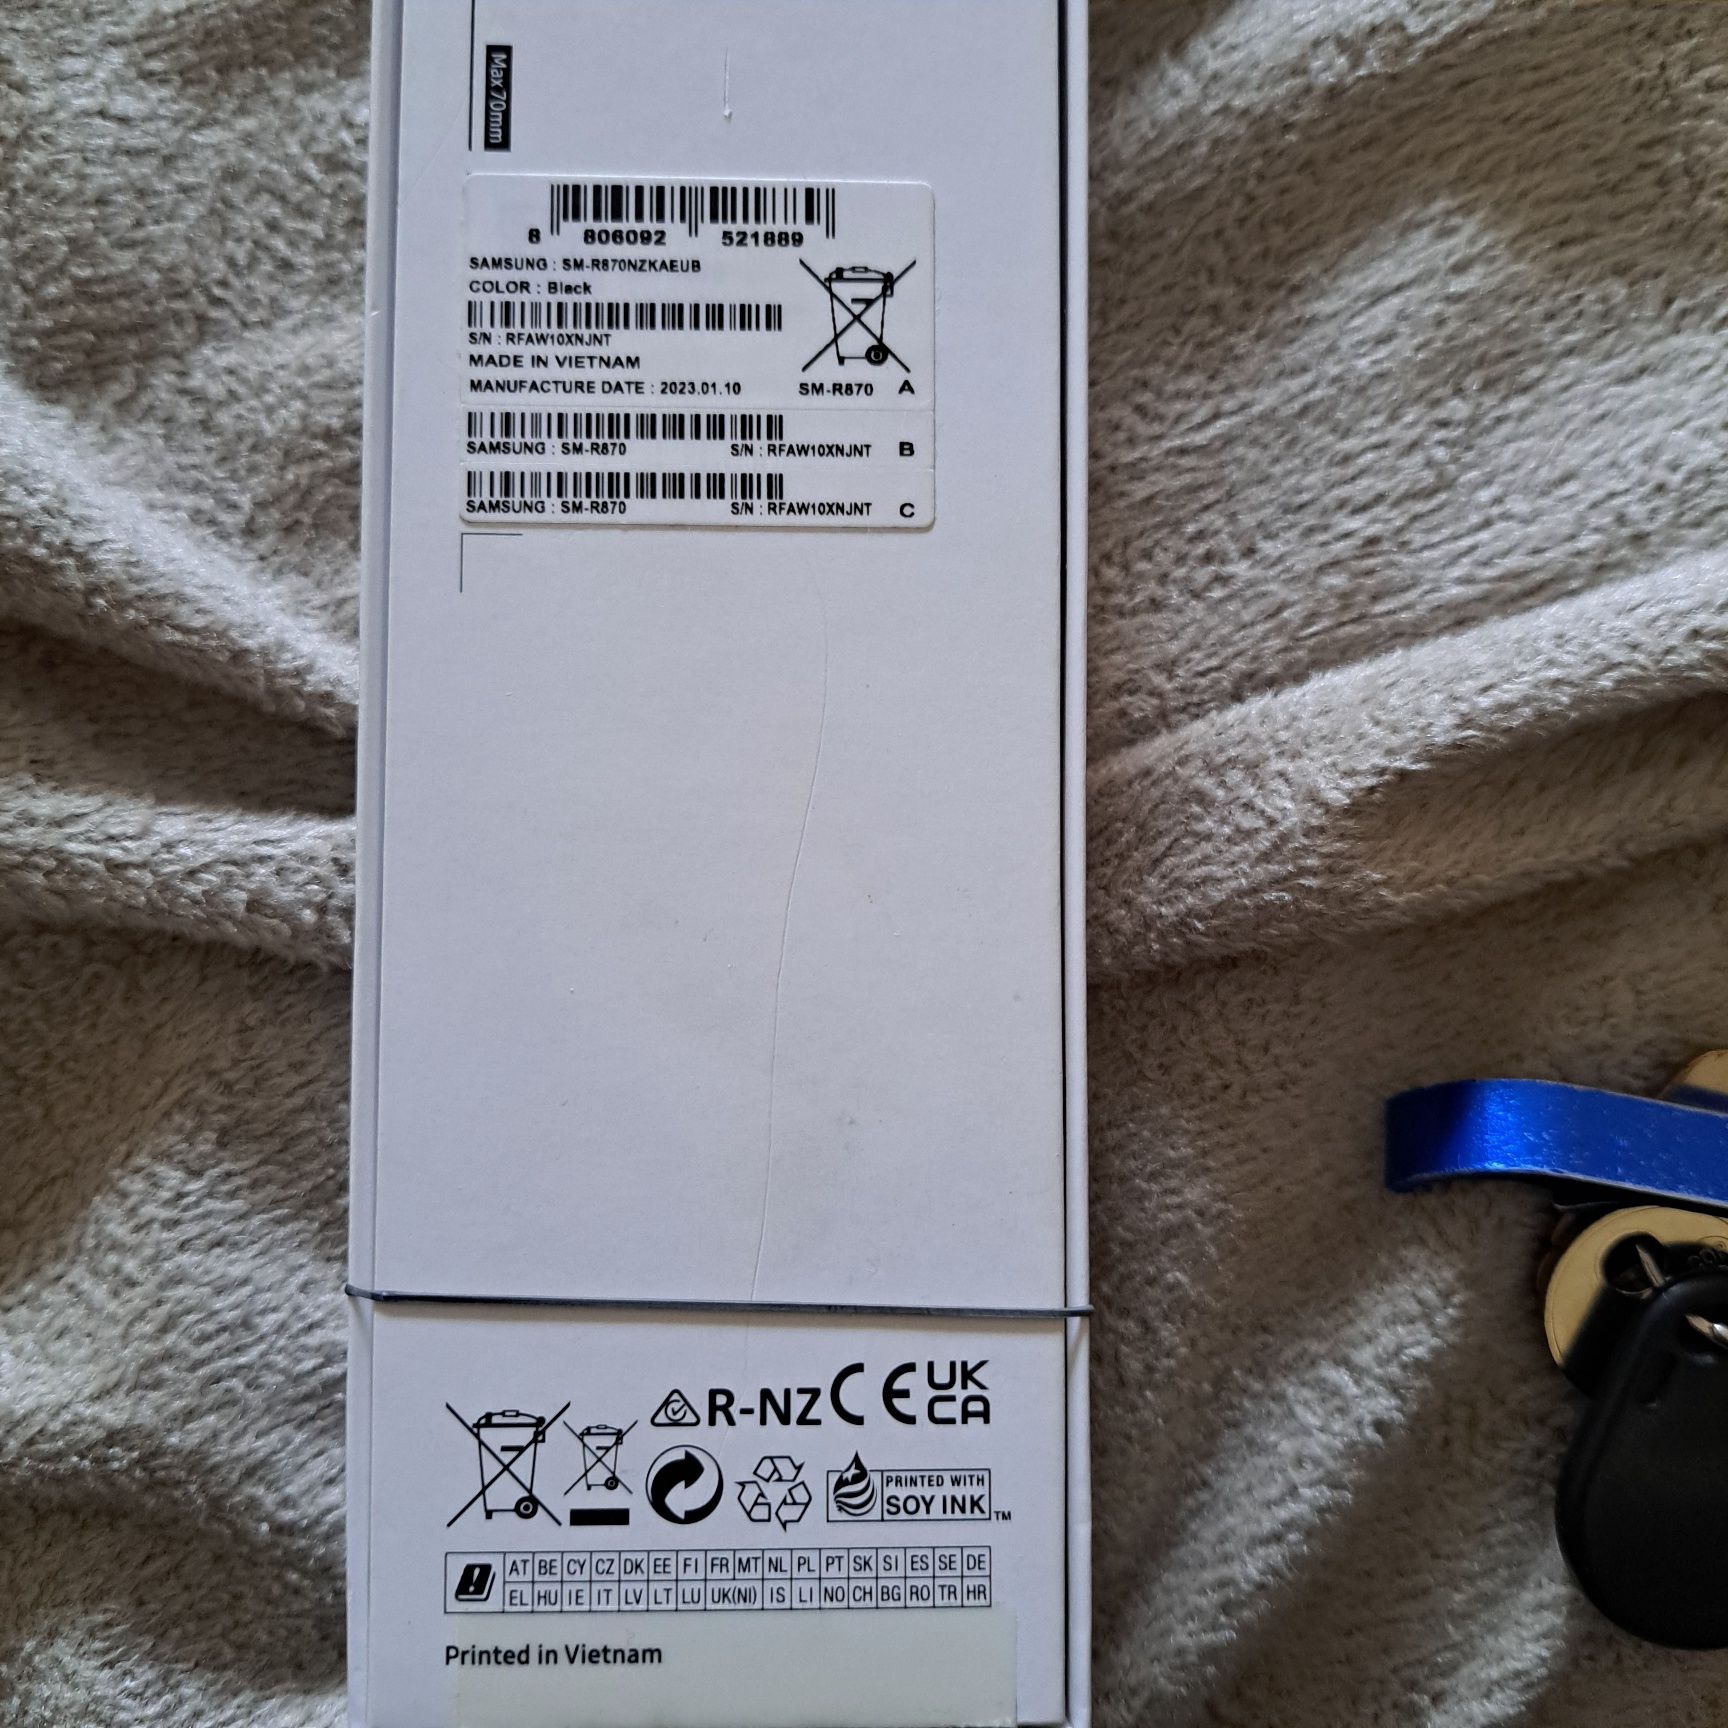 Max70mm
8 806092 521889
SAMSUNG : SM-R870NZKAEUB
COLOR : Black
S/N : RFAW10XNJNT
MADE IN VIETNAM
MANUFACTURE DATE : 2023.01.10
SM-R870 A
SAMSUNG : SM-R870 S/N : RFAW10XNJNT B
SAMSUNG : SM-R870 S/N : RFAW10XNJNT C
R-NZ CE UK
CA
PRINTED WITH
SOY INK TM
AT BE CY CZ DK EE FI FR MT NL PL PT SK SI ES SE DE
EL HU IE IT LV LT LU UK(NI) IS LI NO CH BG RO TR HR
Printed in Vietnam